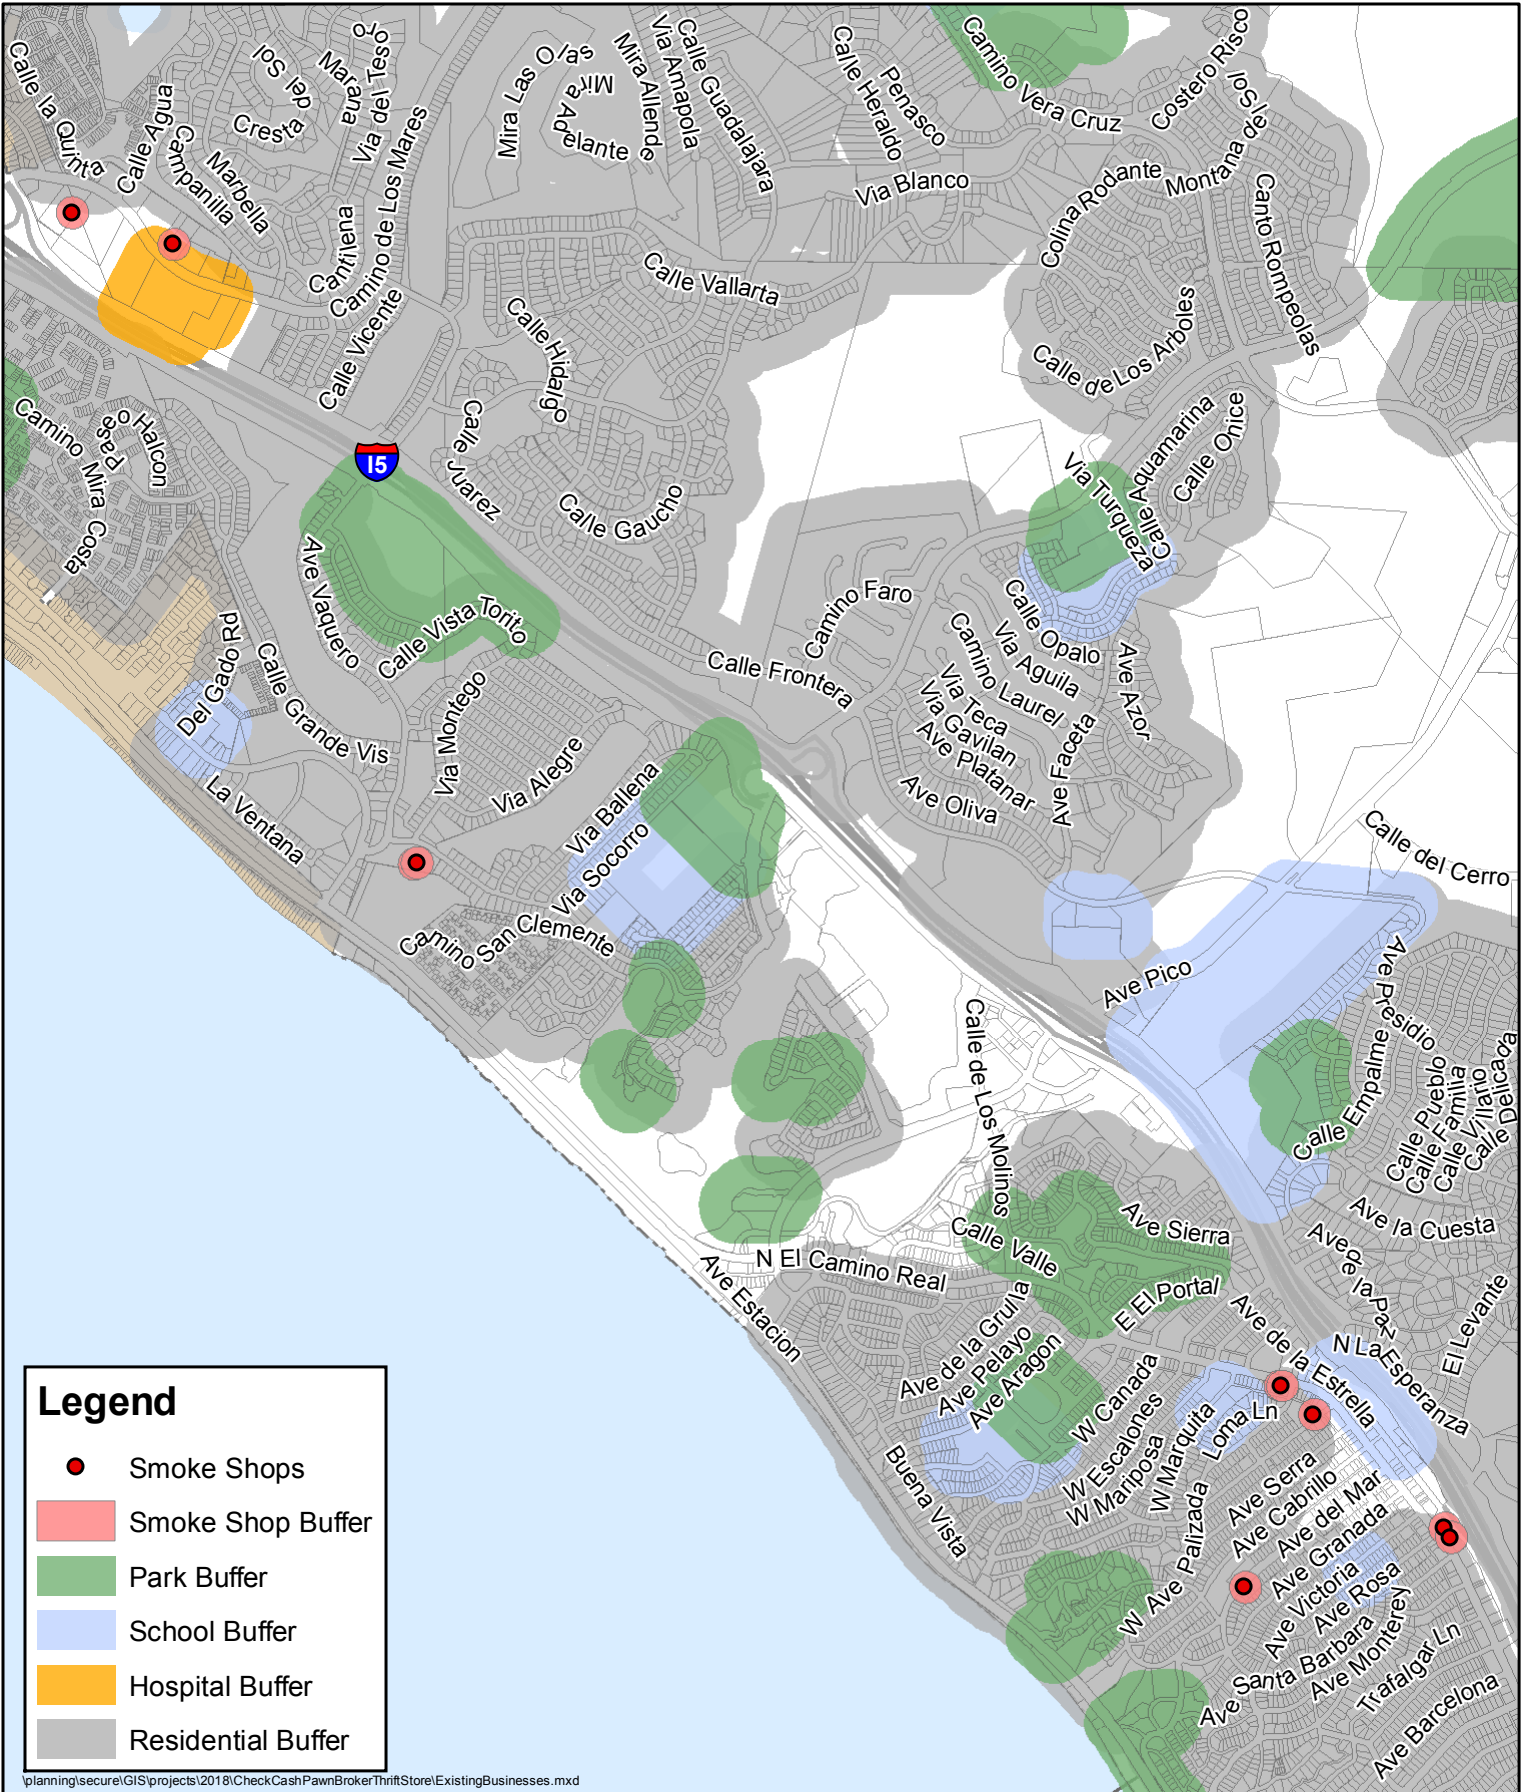 Calle la Quinta
Calle Agua
Campanilla
Marbella
del Sol
Cresta
Marana
Via del Tesoro
Cantilena
Camino de Los Mares
Calle Vicente
Mira Las Olas
Mira Adelante
Mira Allende
Via Amapola
Calle Guadalajara
Calle Heraldo
Penasco
Via Blanco
Camino Vera Cruz
Costero Risco
Montana del Sol
Colina Rodante
Canto Rompeolas
Calle de Los Arboles
Calle Vallarta
Calle Hidalgo
Calle Juarez
Calle Gaucho
15
Camino Mira Costa
Paseo Halcon
Ave Vaquero
Calle Vista Torito
Del Gado Rd
Calle Grande Vis
Via Montego
Via Alegre
La Ventana
Calle Frontera
Camino Faro
Calle Aquamarina
Calle Onice
Via Turqueza
Calle Opalo
Via Aguila
Camino Laurel
Via Teca
Via Gavilan
Ave Platanar
Ave Oliva
Ave Faceta
Ave Azor
Via Ballena
Via Socorro
Camino San Clemente
Calle del Cerro
Ave Pico
Ave Presidio
Calle Empalme
Calle Pueblo
Calle Familia
Calle Villario
Calle Delicada
Calle de Los Molinos
Ave Sierra
Calle Valle
E El Portal
N El Camino Real
Ave Estacion
Ave la Cuesta
Ave de la Paz
El Levante
N La Esperanza
Ave de la Estrella
Ave de la Grulla
Ave Pelayo
Ave Aragon
W Canada
W Escalones
W Mariposa
W Marquita
Loma Ln
Buena Vista
W Ave Palizada
Ave Serra
Ave Cabrillo
Ave del Mar
Ave Granada
Ave Victoria
Ave Rosa
Ave Santa Barbara
Ave Monterey
Trafalgar Ln
Ave Barcelona
Legend
Smoke Shops
Smoke Shop Buffer
Park Buffer
School Buffer
Hospital Buffer
Residential Buffer
\planning\secure\GIS\projects\2018\CheckCashPawnBrokerThriftStore\ExistingBusinesses.mxd